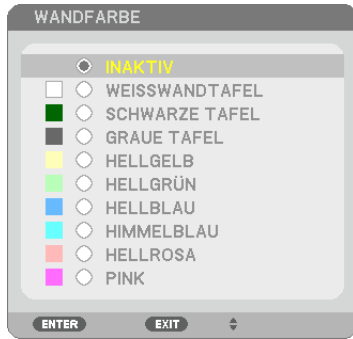 WANDFARBE
INAKTIV
WEISSWANDTAFEL
SCHWARZE TAFEL
GRAUE TAFEL
HELLGELB
HELLGRÜN
HELLBLAU
HIMMELBLAU
HELLROSA
PINK
ENTER EXIT